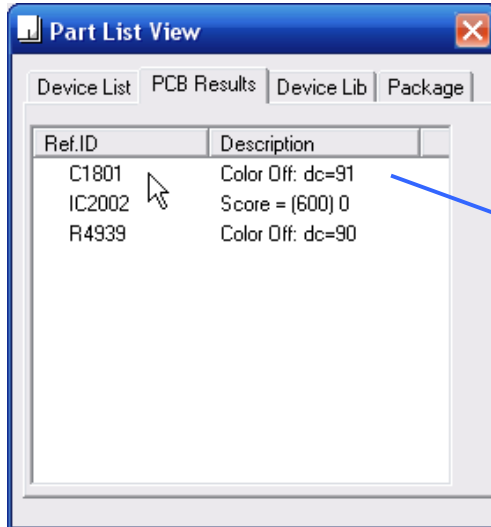 Part List View
Device List PCB Results Device Lib Package
Ref.ID Description
C1801 Color Off: dc=91
IC2002 Score = (600) 0
R4939 Color Off: dc=90